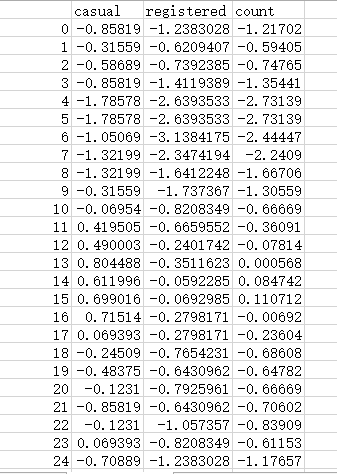 casual registered count
0 -0.85819 -1.2383028 -1.21702
1 -0.31559 -0.6209407 -0.59405
2 -0.58689 -0.7392385 -0.74765
3 -0.85819 -1.4119389 -1.35441
4 -1.78578 -2.6393533 -2.73139
5 -1.78578 -2.6393533 -2.73139
6 -1.05069 -3.1384175 -2.44447
7 -1.32199 -2.3474194 -2.2409
8 -1.32199 -1.6412248 -1.66706
9 -0.31559 -1.737367 -1.30559
10 -0.06954 -0.8208349 -0.66669
11 0.419505 -0.6659552 -0.36091
12 0.490003 -0.2401742 -0.07814
13 0.804488 -0.3511623 0.000568
14 0.611996 -0.0592285 0.084742
15 0.699016 -0.0692985 0.110712
16 0.71514 -0.2798171 -0.00692
17 0.069393 -0.2798171 -0.23604
18 -0.24509 -0.7654231 -0.68608
19 -0.48375 -0.6430962 -0.64782
20 -0.1231 -0.7925961 -0.66669
21 -0.85819 -0.6430962 -0.70602
22 -0.1231 -1.057357 -0.83909
23 0.069393 -0.8208349 -0.61153
24 -0.70889 -1.2383028 -1.17657